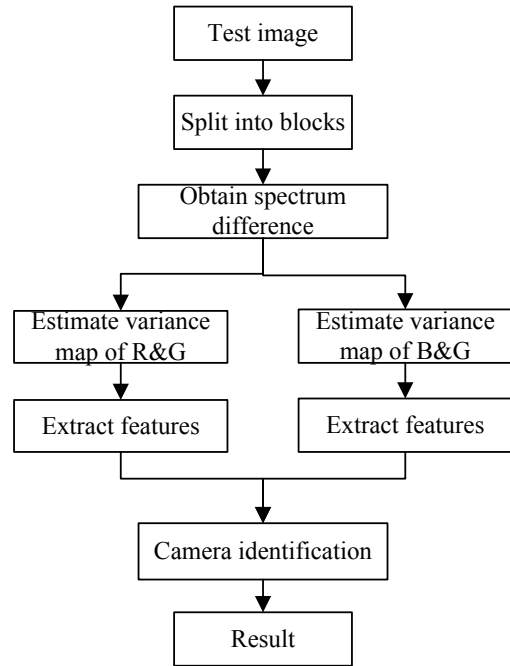 Test image
Split into blocks
Obtain spectrum
difference
Estimate variance
map of R&G
Estimate variance
map of B&G
Extract features
Extract features
Camera identification
Result